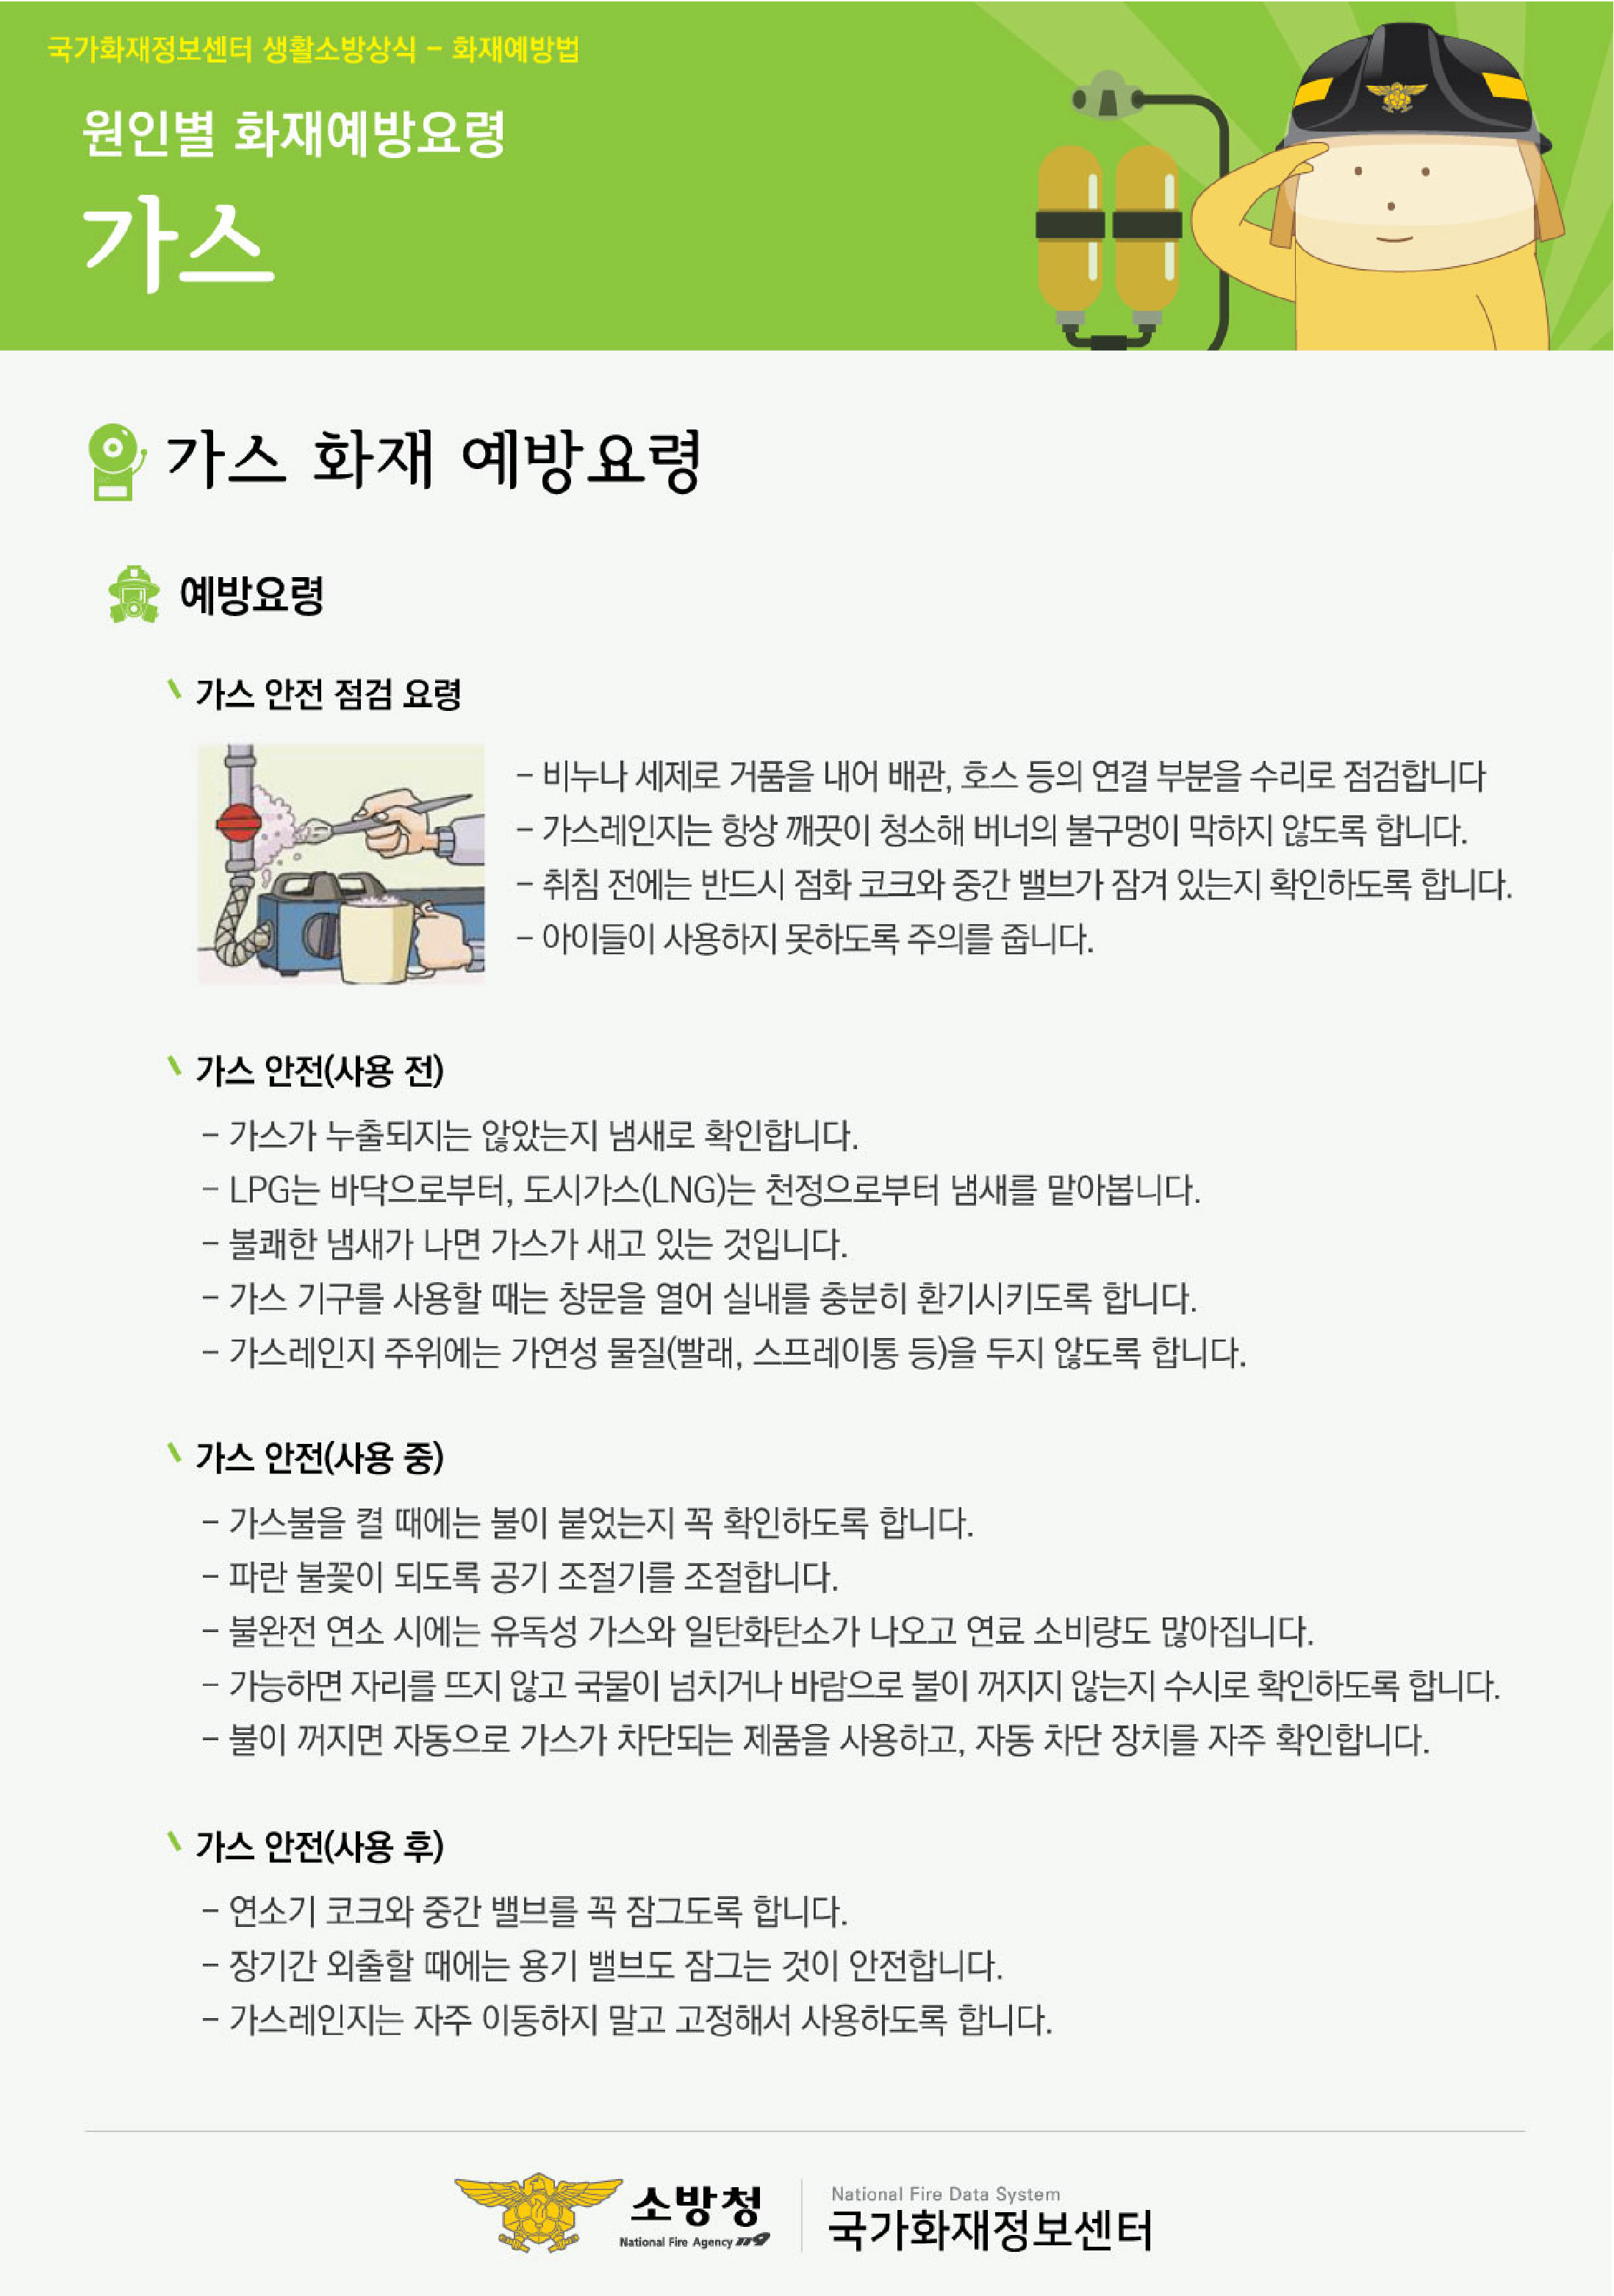 국가화재정보센터 생활소방상식 - 화재예방법
원인별 화재예방요령
가스
가스 화재 예방요령
예방요령
가스 안전 점검 요령
- 비누나 세제로 거품을 내어 배관, 호스 등의 연결 부분을 수리로 점검합니다
- 가스레인지는 항상 깨끗이 청소해 버너의 불구멍이 막하지 않도록 합니다.
- 취침 전에는 반드시 점화 코크와 중간 밸브가 잠겨 있는지 확인하도록 합니다.
- 아이들이 사용하지 못하도록 주의를 줍니다.
가스 안전(사용 전)
- 가스가 누출되지는 않았는지 냄새로 확인합니다.
- LPG는 바닥으로부터, 도시가스(LNG)는 천정으로부터 냄새를 맡아봅니다.
- 불쾌한 냄새가 나면 가스가 새고 있는 것입니다.
- 가스 기구를 사용할 때는 창문을 열어 실내를 충분히 환기시키도록 합니다.
- 가스레인지 주위에는 가연성 물질(빨래, 스프레이통 등)을 두지 않도록 합니다.
가스 안전(사용 중)
- 가스불을 켤 때에는 불이 붙었는지 꼭 확인하도록 합니다.
- 파란 불꽃이 되도록 공기 조절기를 조절합니다.
- 불완전 연소 시에는 유독성 가스와 일탄화탄소가 나오고 연료 소비량도 많아집니다.
- 가능하면 자리를 뜨지 않고 국물이 넘치거나 바람으로 불이 꺼지지 않는지 수시로 확인하도록 합니다.
- 불이 꺼지면 자동으로 가스가 차단되는 제품을 사용하고, 자동 차단 장치를 자주 확인합니다.
가스 안전(사용 후)
- 연소기 코크와 중간 밸브를 꼭 잠그도록 합니다.
- 장기간 외출할 때에는 용기 밸브도 잠그는 것이 안전합니다.
- 가스레인지는 자주 이동하지 말고 고정해서 사용하도록 합니다.
소방청
National Fire Agency 119
National Fire Data System
국가화재정보센터